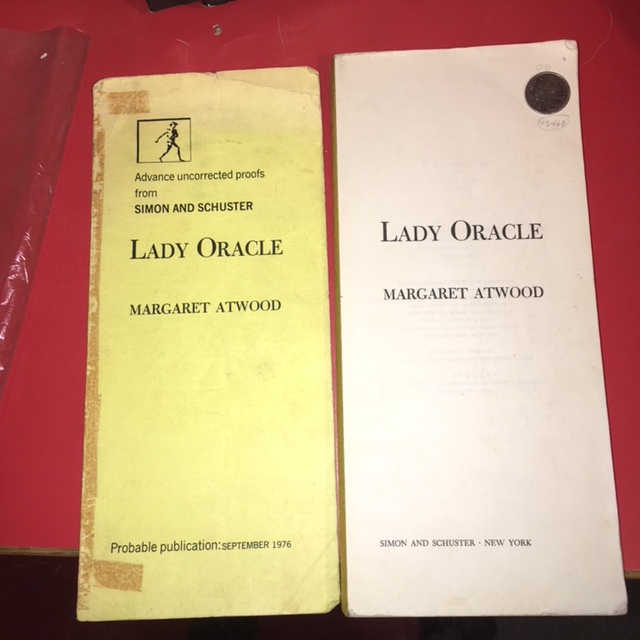 Advance uncorrected proofs
from
SIMON AND SCHUSTER
LADY ORACLE
MARGARET ATWOOD
Probable publication: SEPTEMBER 1976
LADY ORACLE
MARGARET ATWOOD
SIMON AND SCHUSTER · NEW YORK